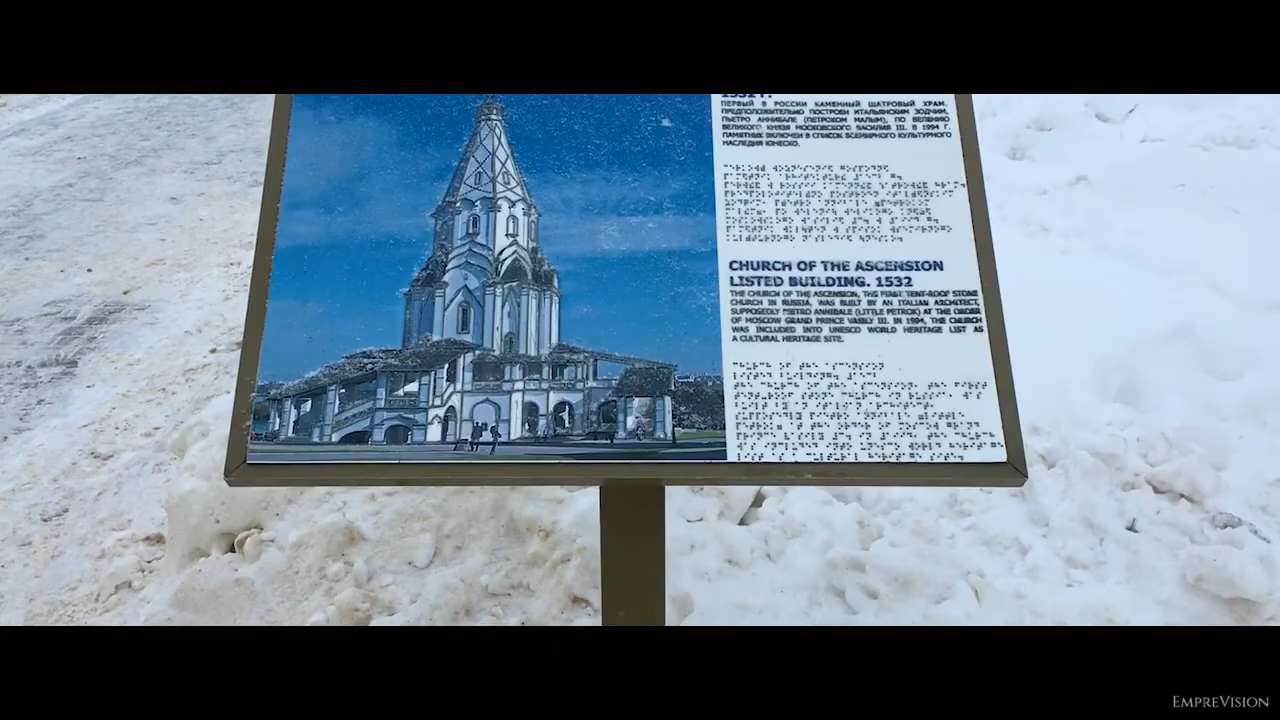 1532 Г.
ПЕРВЫЙ В РОССИИ КАМЕННЫЙ ШАТРОВЫЙ ХРАМ.
ПРЕДПОЛОЖИТЕЛЬНО ПОСТРОЕН ИТАЛЬЯНСКИМ ЗОДЧИМ,
ПЬЕТРО АННИБАЛЕ (ПЕТРОКОМ МАЛЫМ), ПО ВЕЛЕНИЮ
ВЕЛИКОГО КНЯЗЯ МОСКОВСКОГО ВАСИЛИЯ III. В 1994 Г.
ПАМЯТНИК ВКЛЮЧЕН В СПИСОК ВСЕМИРНОГО КУЛЬТУРНОГО
НАСЛЕДИЯ ЮНЕСКО.
CHURCH OF THE ASCENSION
LISTED BUILDING. 1532
THE CHURCH OF THE ASCENSION, THE FIRST TENT-ROOF STONE
CHURCH IN RUSSIA, WAS BUILT BY AN ITALIAN ARCHITECT,
SUPPOSEDLY PIETRO ANNIBALE (LITTLE PETROK) AT THE ORDER
OF MOSCOW GRAND PRINCE VASILY III. IN 1994, THE CHURCH
WAS INCLUDED INTO UNESCO WORLD HERITAGE LIST AS
A CULTURAL HERITAGE SITE.
EMPREVISION